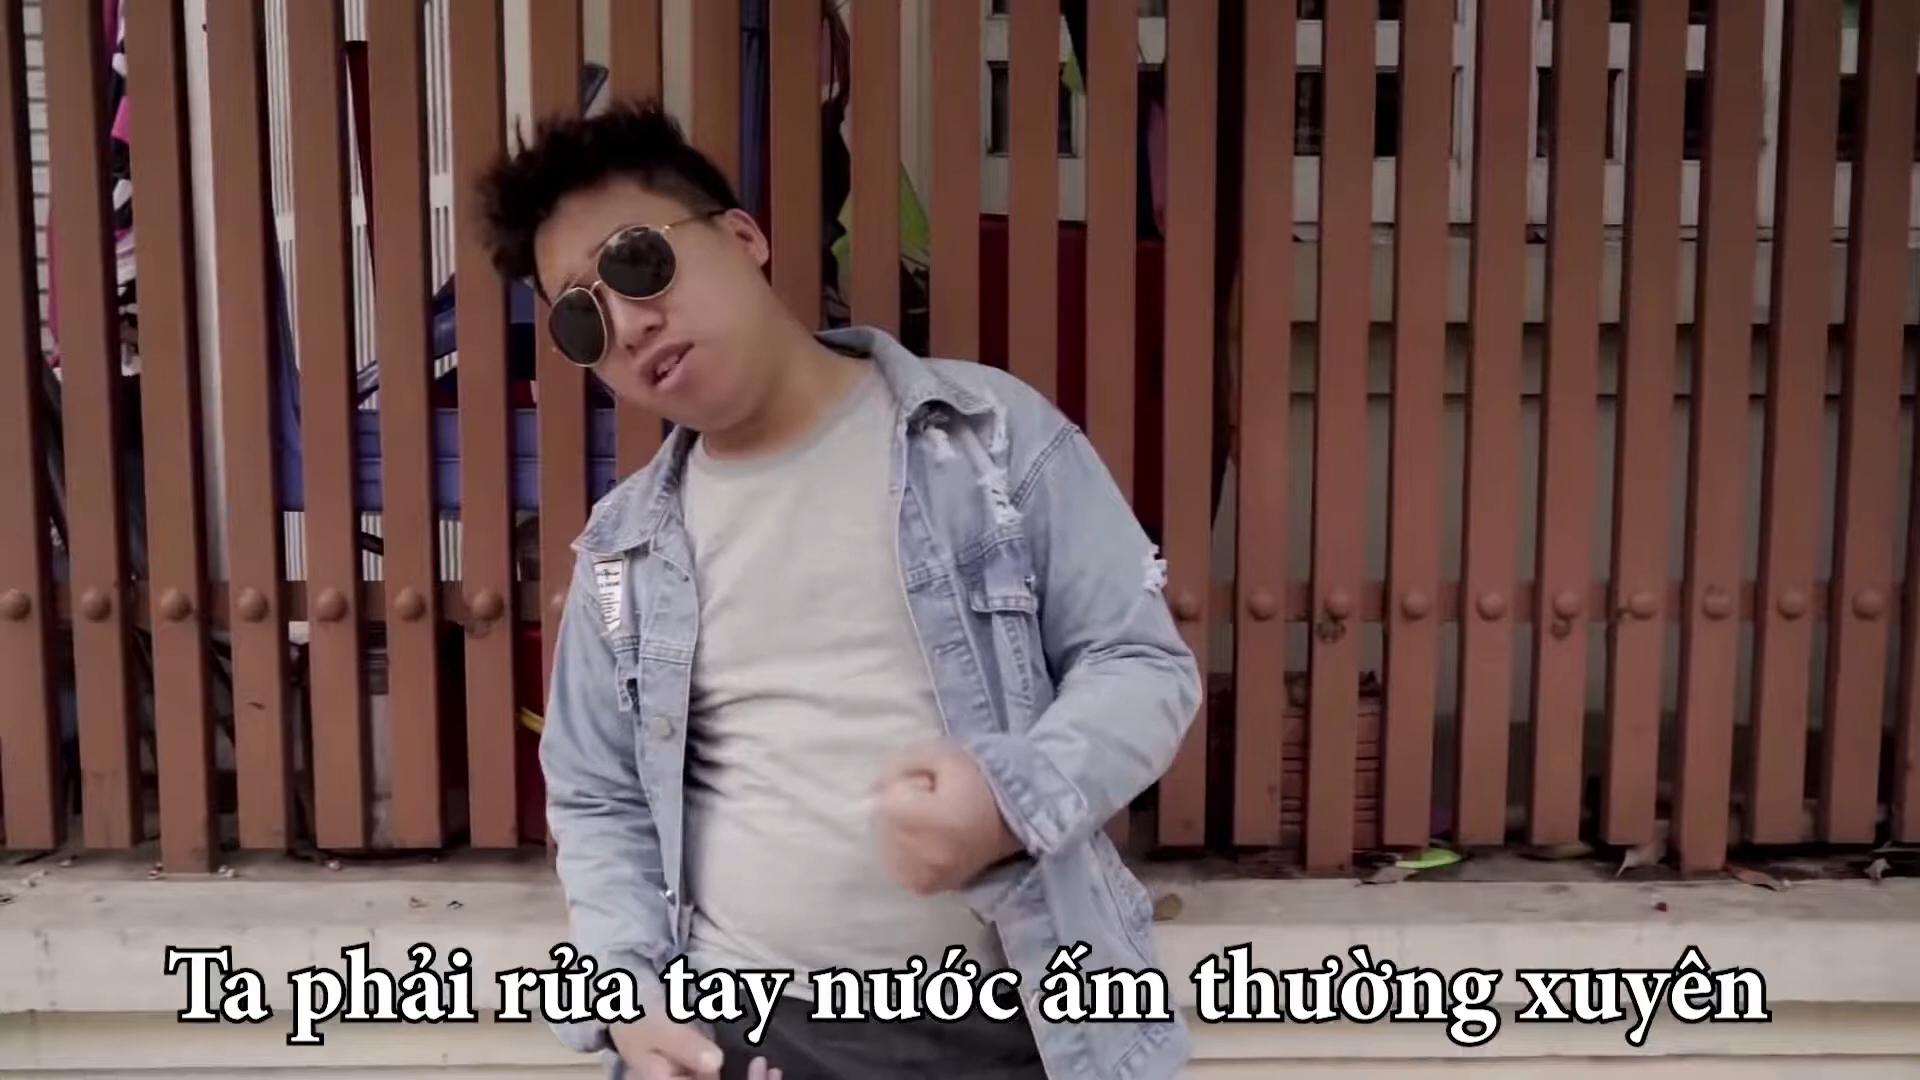 Ta phải rửa tay nước ấm thường xuyên